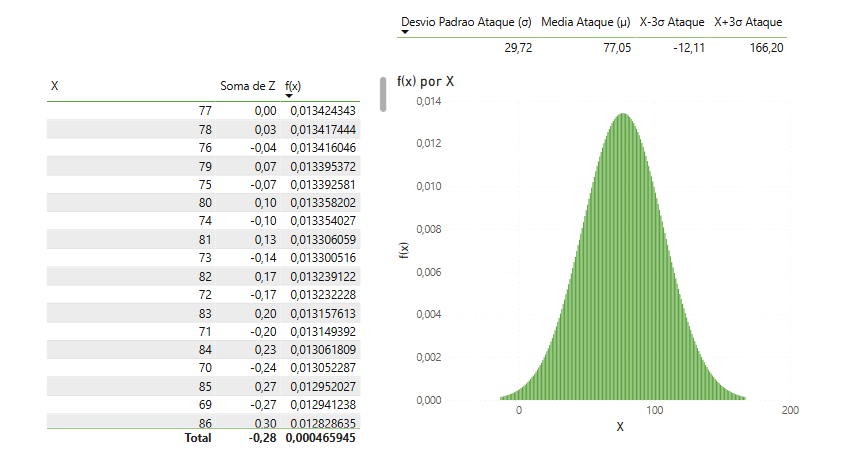 Desvio Padrao Ataque (σ) Media Ataque (μ) X-3σ Ataque X+3σ Ataque
29,72 77,05 -12,11 166,20
X Soma de Z f(x)
77 0,00 0,013424343
78 0,03 0,013417444
76 -0,04 0,013416046
79 0,07 0,013395372
75 -0,07 0,013392581
80 0,10 0,013358202
74 -0,10 0,013354027
81 0,13 0,013306059
73 -0,14 0,013300516
82 0,17 0,013239122
72 -0,17 0,013232228
83 0,20 0,013157613
71 -0,20 0,013149392
84 0,23 0,013061809
70 -0,24 0,013052287
85 0,27 0,012952027
69 -0,27 0,012941238
86 0,30 0,012828635
Total -0,28 0,000465945
f(x) por X
0,014
0,012
0,010
0,008
0,006
0,004
0,002
0,000
f(x)
0 100 200
X